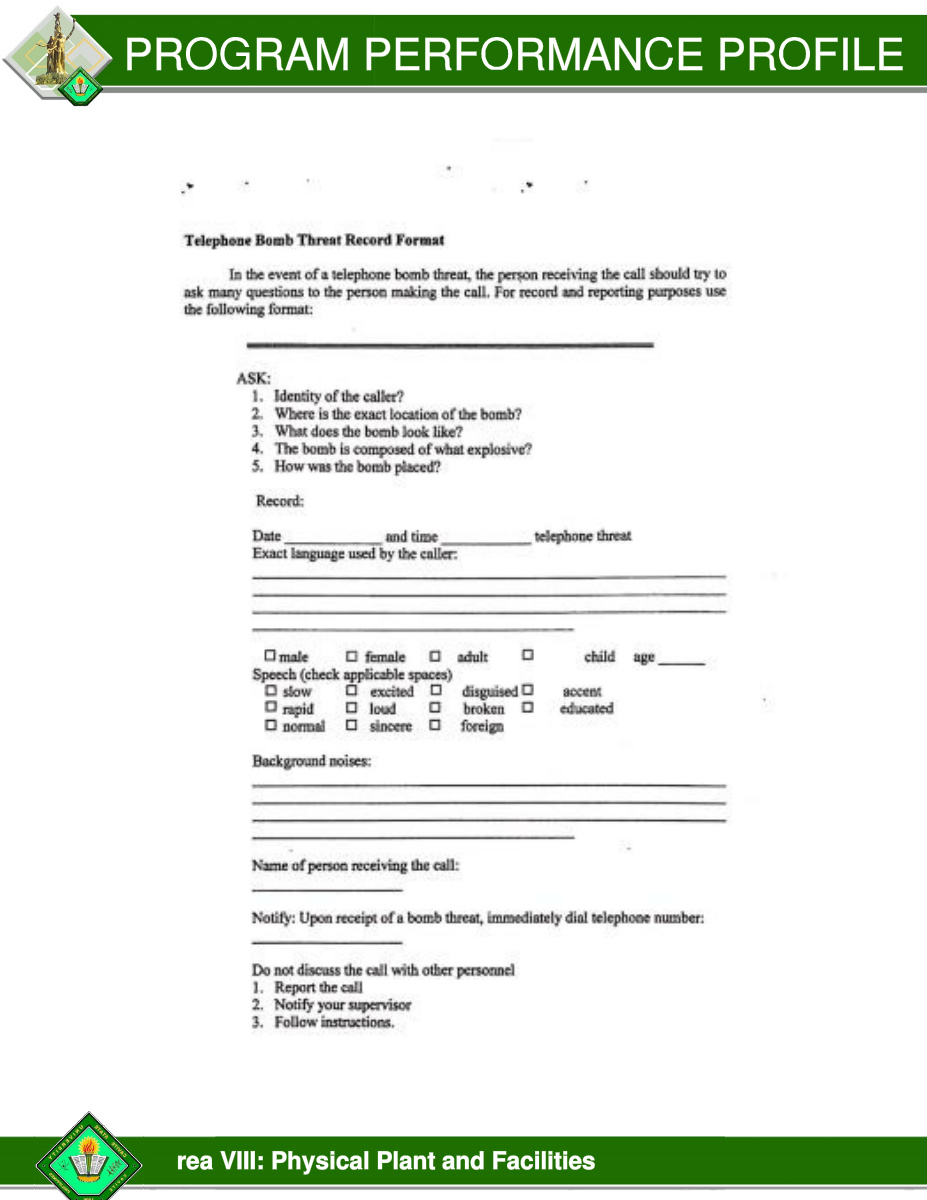 PROGRAM PERFORMANCE PROFILE
Telephone Bomb Threat Record Format
In the event of a telephone bomb threat, the person receiving the call should try to
ask many questions to the person making the call. For record and reporting purposes use
the following format:
ASK:
1. Identity of the caller?
2. Where is the exact location of the bomb?
3. What does the bomb look like?
4. The bomb is composed of what explosive?
5. How was the bomb placed?
Record:
Date ____________ and time ____________ telephone threat
Exact language used by the caller:
☐ male ☐ female ☐ adult ☐ child age ______
Speech (check applicable spaces)
☐ slow ☐ excited ☐ disguised ☐ accent
☐ rapid ☐ loud ☐ broken ☐ educated
☐ normal ☐ sincere ☐ foreign
Background noises:
Name of person receiving the call:
Notify: Upon receipt of a bomb threat, immediately dial telephone number:
Do not discuss the call with other personnel
1. Report the call
2. Notify your supervisor
3. Follow instructions.
rea VIII: Physical Plant and Facilities